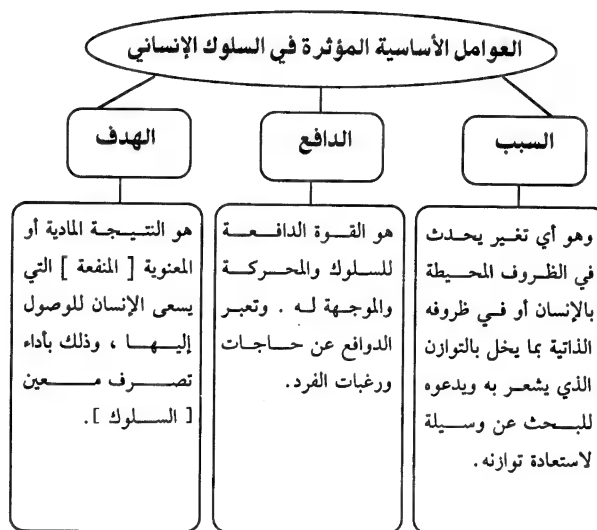 العوامل الأساسية المؤثرة في السلوك الإنساني
السبب
وهو أي تغير يحدث
في الظروف المحيطة
بالإنسان أو في ظروفه
الذاتية بما يخل بالتوازن
الذي يشعر به ويدعوه
للبحث عن وسيلة
لاستعادة توازنه.
الدافع
هو القوة الدافعة
للسلوك والمحركة
والموجهة له . وتعبر
الدوافع عن حاجات
ورغبات الفرد.
الهدف
هو النتيجة المادية أو
المعنوية [ المنفعة ] التي
يسعى الإنسان للوصول
إليها ، وذلك بأداء
تصرف معين
[ السلوك ].